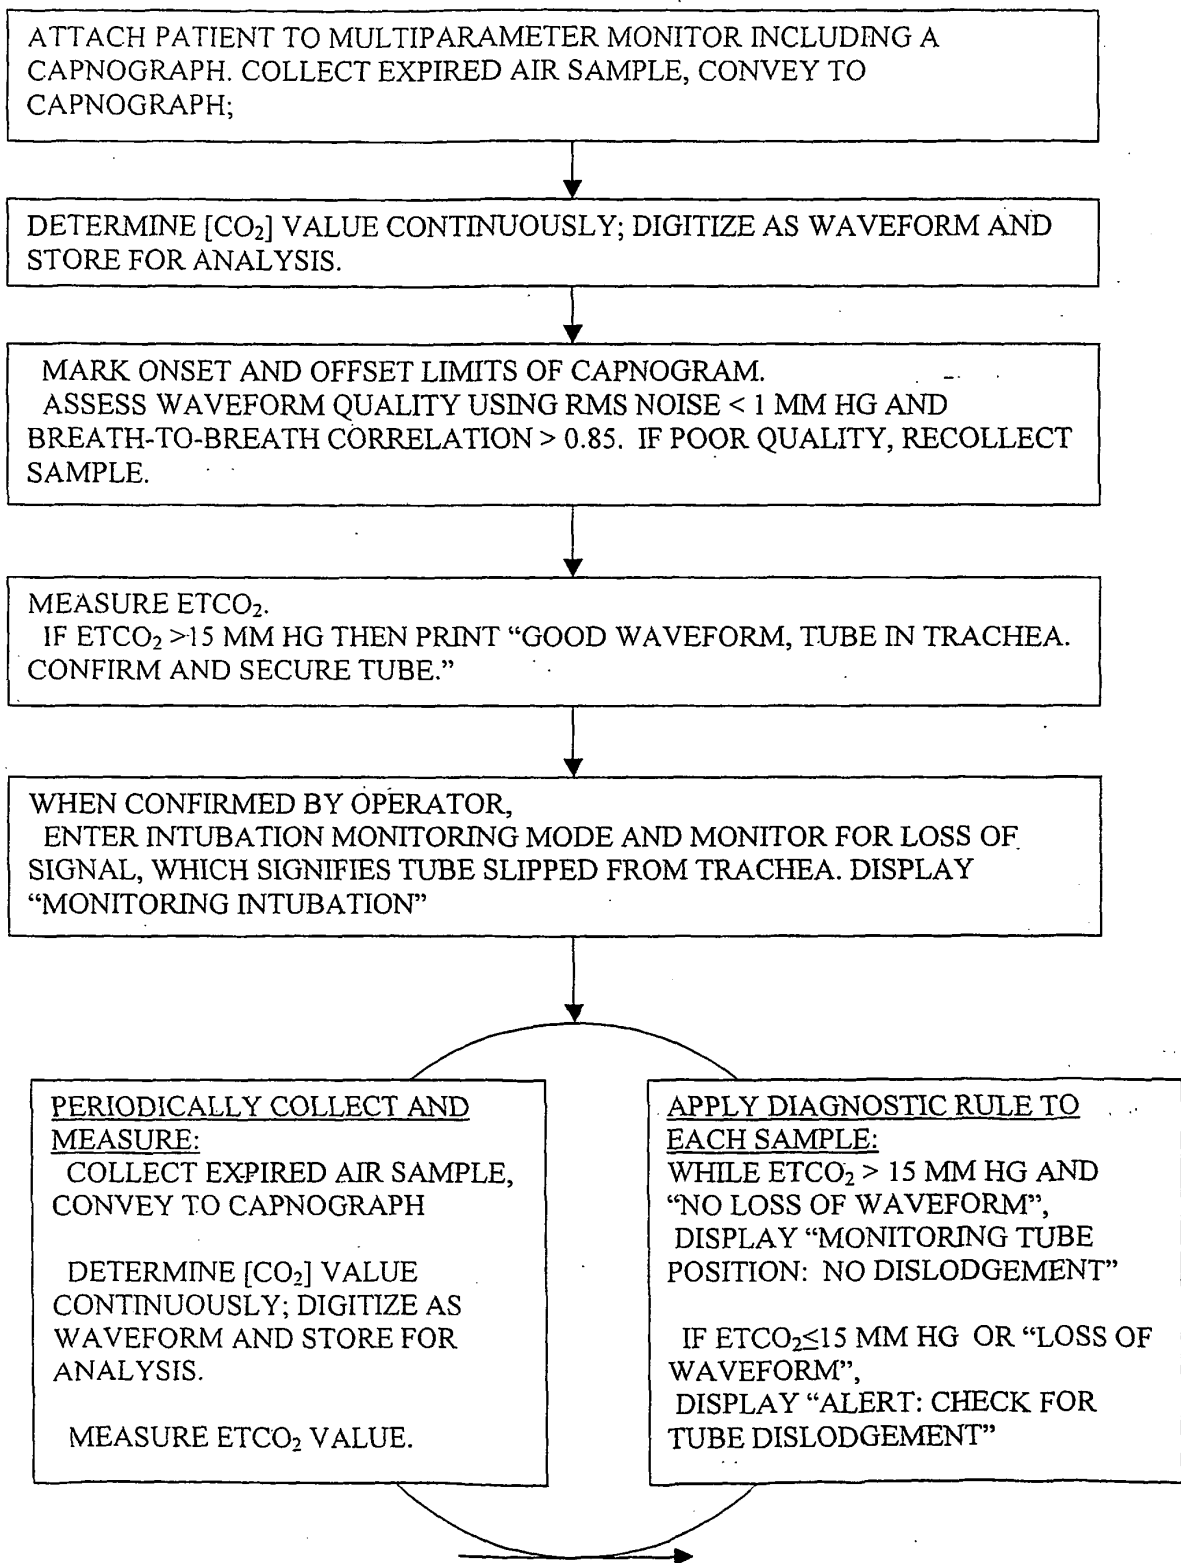 ATTACH PATIENT TO MULTIPARAMETER MONITOR INCLUDING A
CAPNOGRAPH. COLLECT EXPIRED AIR SAMPLE, CONVEY TO
CAPNOGRAPH;
DETERMINE [CO₂] VALUE CONTINUOUSLY; DIGITIZE AS WAVEFORM AND
STORE FOR ANALYSIS.
MARK ONSET AND OFFSET LIMITS OF CAPNOGRAM.
ASSESS WAVEFORM QUALITY USING RMS NOISE < 1 MM HG AND
BREATH-TO-BREATH CORRELATION > 0.85. IF POOR QUALITY, RECOLLECT
SAMPLE.
MEASURE ETCO₂.
IF ETCO₂ >15 MM HG THEN PRINT “GOOD WAVEFORM, TUBE IN TRACHEA.
CONFIRM AND SECURE TUBE.”
WHEN CONFIRMED BY OPERATOR,
ENTER INTUBATION MONITORING MODE AND MONITOR FOR LOSS OF
SIGNAL, WHICH SIGNIFIES TUBE SLIPPED FROM TRACHEA. DISPLAY
“MONITORING INTUBATION”
PERIODICALLY COLLECT AND
MEASURE:
COLLECT EXPIRED AIR SAMPLE,
CONVEY TO CAPNOGRAPH
DETERMINE [CO₂] VALUE
CONTINUOUSLY; DIGITIZE AS
WAVEFORM AND STORE FOR
ANALYSIS.
MEASURE ETCO₂ VALUE.
APPLY DIAGNOSTIC RULE TO
EACH SAMPLE:
WHILE ETCO₂ > 15 MM HG AND
“NO LOSS OF WAVEFORM”,
DISPLAY “MONITORING TUBE
POSITION: NO DISLODGEMENT”
IF ETCO₂≤15 MM HG OR “LOSS OF
WAVEFORM”,
DISPLAY “ALERT: CHECK FOR
TUBE DISLODGEMENT”